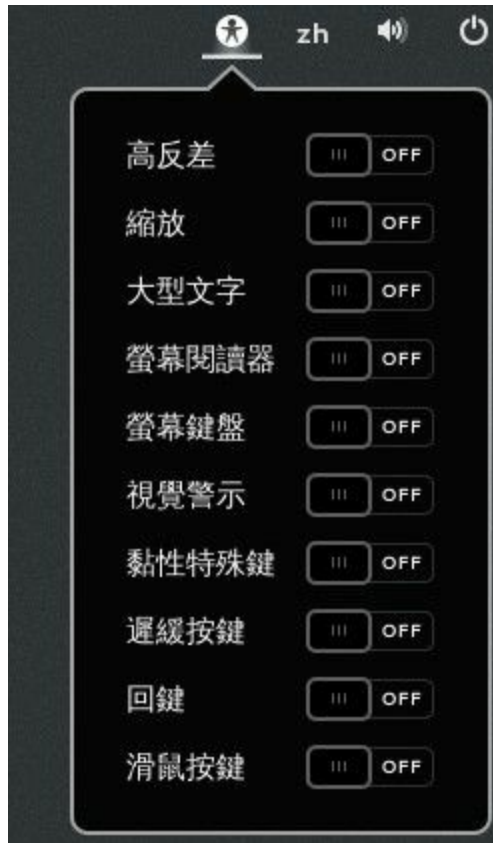 zh
高反差 OFF
縮放 OFF
大型文字 OFF
螢幕閱讀器 OFF
螢幕鍵盤 OFF
視覺警示 OFF
黏性特殊鍵 OFF
遲緩按鍵 OFF
回鍵 OFF
滑鼠按鍵 OFF